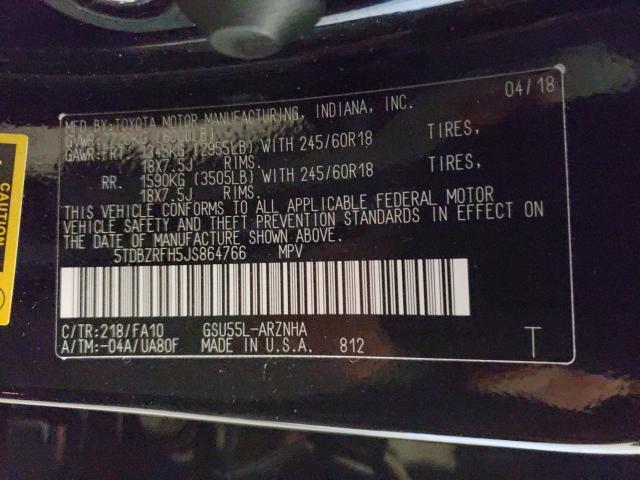 MFD BY:TOYOTA MOTOR MANUFACTURING, INDIANA, INC. 04/18
GVWR:
GAWR:FRT. 1345KG (2955LB) WITH 245/60R18 TIRES,
18X7.5J RIMS.
RR. 1590KG (3505LB) WITH 245/60R18 TIRES,
18X7.5J RIMS.
THIS VEHICLE CONFORMS TO ALL APPLICABLE FEDERAL MOTOR
VEHICLE SAFETY AND THEFT PREVENTION STANDARDS IN EFFECT ON
THE DATE OF MANUFACTURE SHOWN ABOVE.
5TDBZRFH5JS864766 MPV
C/TR:218/FA10 GSU55L-ARZNHA
A/TM:-04A/UA80F MADE IN U.S.A. 812 T
CAUTION